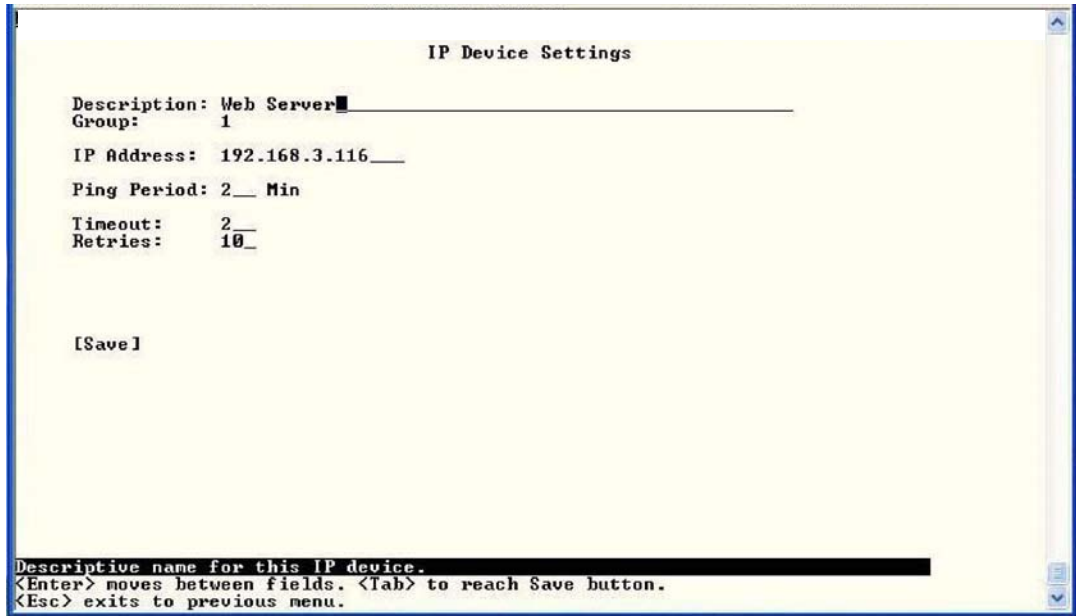 IP Device Settings
Description: Web Server
Group: 1
IP Address: 192.168.3.116
Ping Period: 2 Min
Timeout: 2
Retries: 10
[Save]
Descriptive name for this IP device.
<Enter> moves between fields. <Tab> to reach Save button.
<Esc> exits to previous menu.